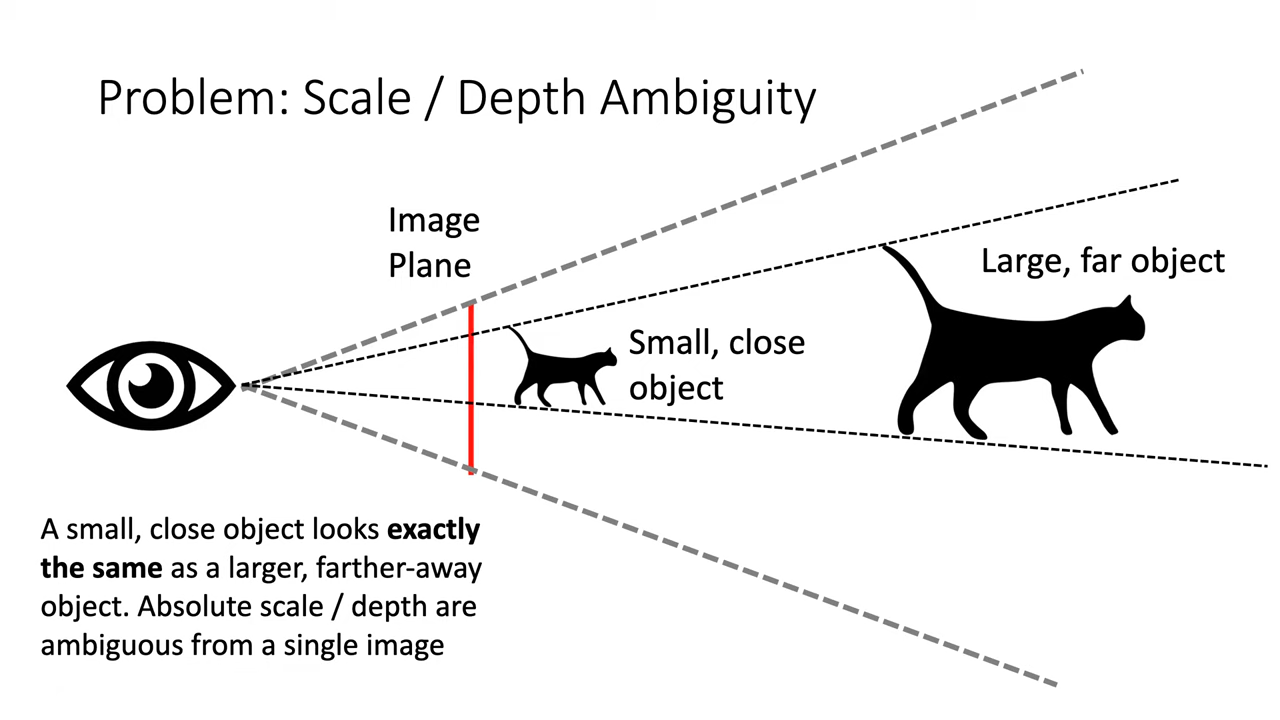 Problem: Scale / Depth Ambiguity
Image
Plane
Large, far object
Small, close
object
A small, close object looks exactly
the same as a larger, farther-away
object. Absolute scale / depth are
ambiguous from a single image